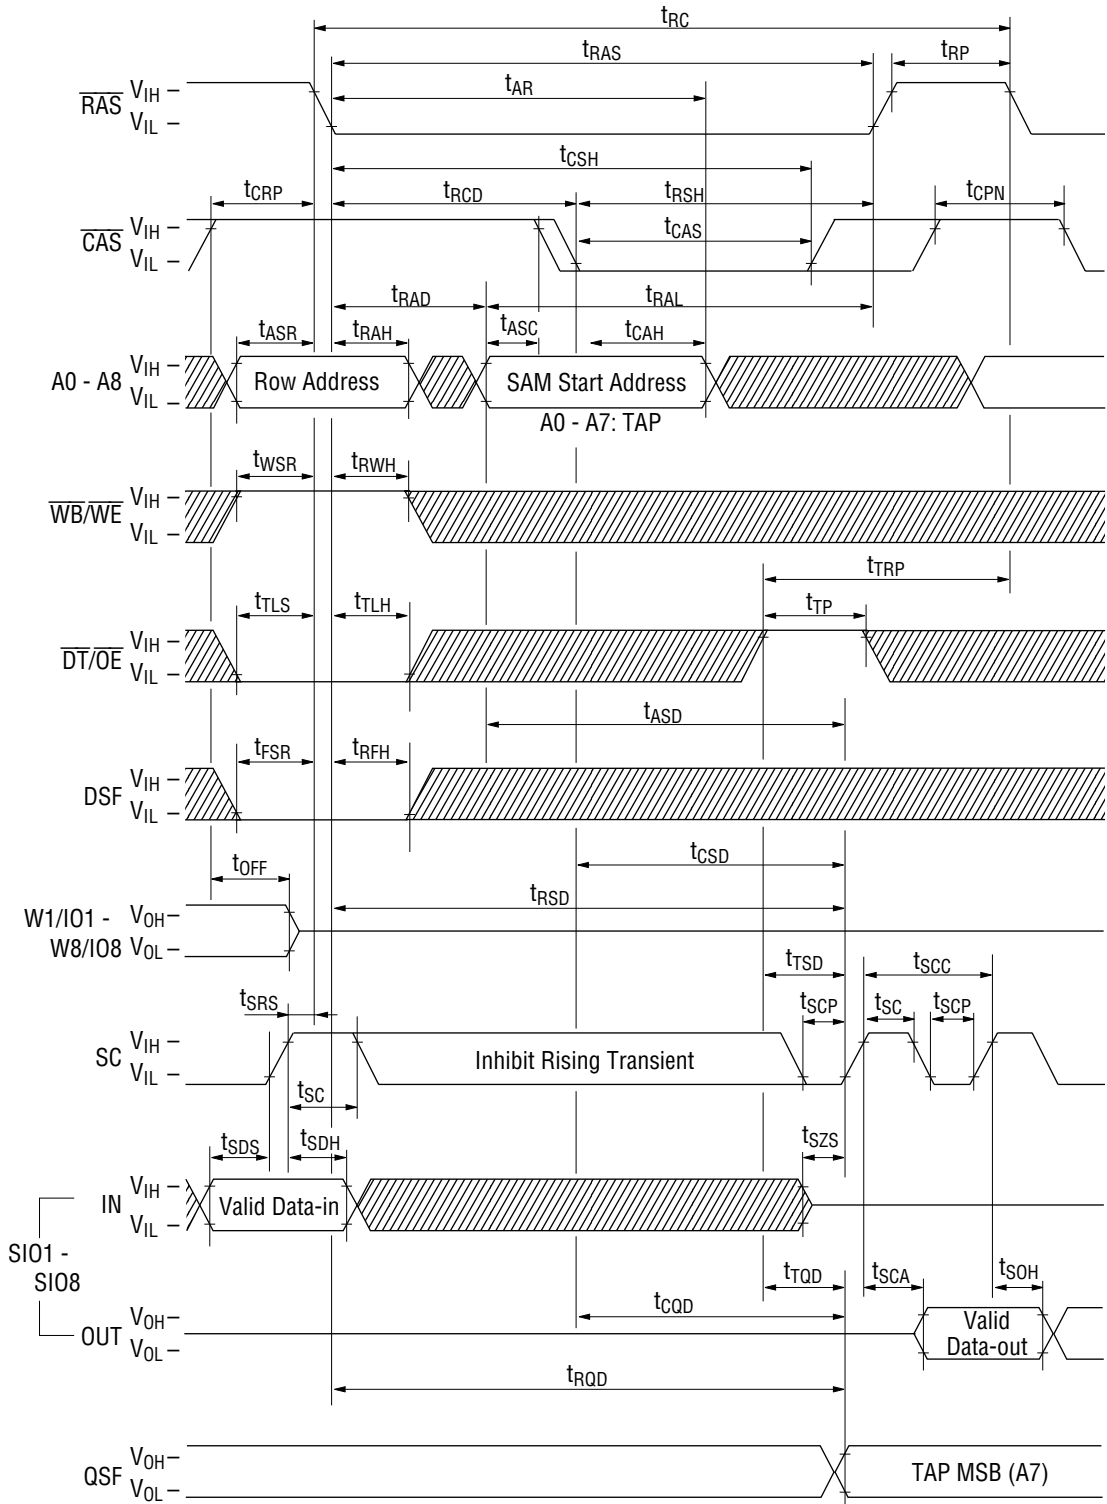 tRC
tRAS
tRP
tAR
RAS VIH
VIL
tCSH
tCRP
tRCD
tRSH
tCPN
CAS VIH
VIL
tCAS
tRAD
tRAL
tASR
tRAH
tASC
tCAH
A0 - A8 VIH
VIL
Row Address
SAM Start Address
A0 - A7: TAP
tWSR
tRWH
WB/WE VIH
VIL
tTRP
tTLS
tTLH
tTP
DT/OE VIH
VIL
tASD
tFSR
tRFH
DSF VIH
VIL
tCSD
tOFF
tRSD
W1/IO1 - VOH
W8/IO8 VOL
tTSD
tSCC
tSRS
tSCP
tSC
tSCP
SC VIH
VIL
Inhibit Rising Transient
tSC
tSDS
tSDH
tSZS
IN VIH
VIL
Valid Data-in
SIO1 -
SIO8
tTQD
tSCA
tSOH
tCQD
OUT VOH
VOL
Valid
Data-out
tRQD
QSF VOH
VOL
TAP MSB (A7)